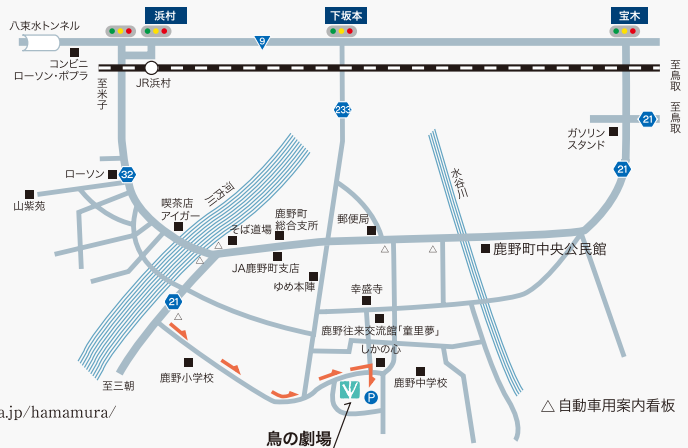 浜村
下坂本
宝木
八束水トンネル
9
コンビニ
ローソン・ポプラ
至米子
JR浜村
至鳥取
233
至鳥取
21
ガソリン
スタンド
21
ローソン
32
山紫苑
喫茶店
アイガー
河内川
水谷川
そば道場
鹿野町
総合支所
郵便局
鹿野町中央公民館
JA鹿野町支店
ゆめ本陣
21
幸盛寺
鹿野往来交流館「童里夢」
しかの心
鹿野小学校
鹿野中学校
至三朝
P
△自動車用案内看板
a.jp/hamamura/
鳥の劇場